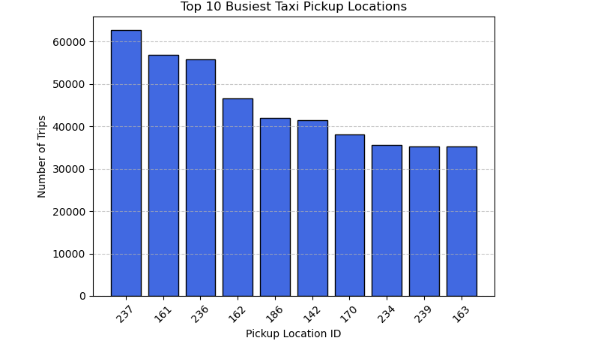 Top 10 Busiest Taxi Pickup Locations
Number of Trips
60000
50000
40000
30000
20000
10000
0
237 161 236 162 186 142 170 234 239 163
Pickup Location ID